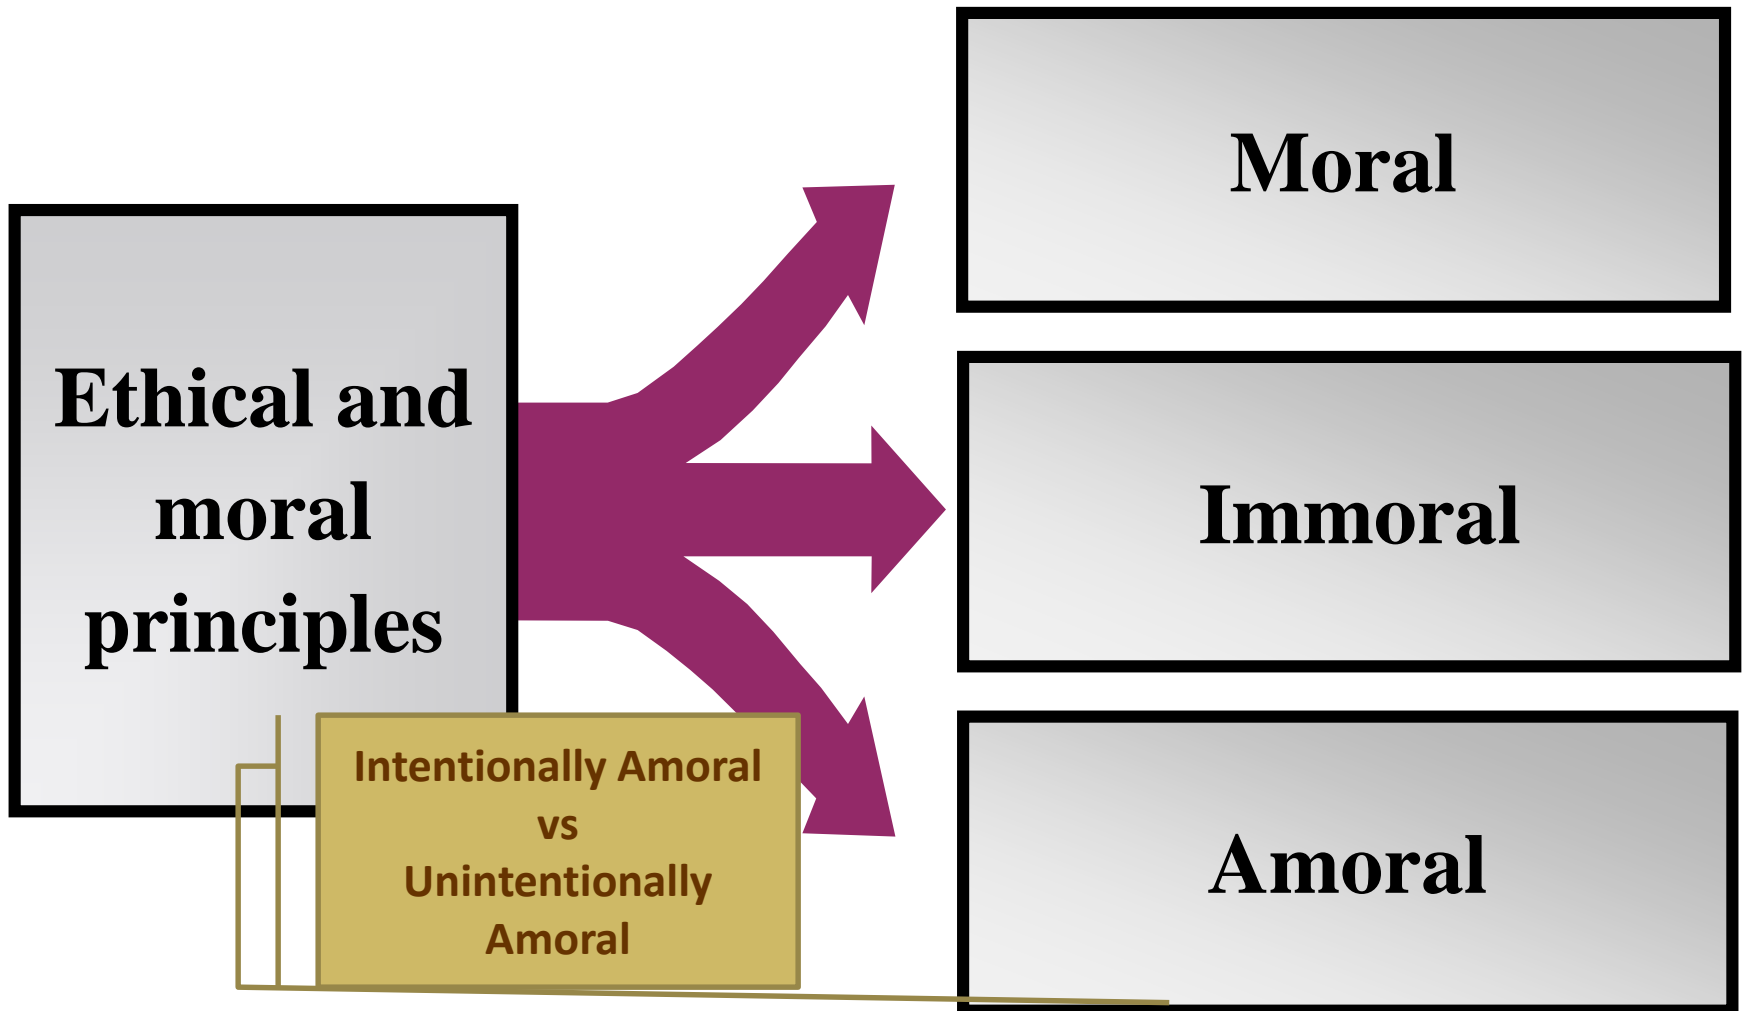 Ethical and
moral
principles
Moral
Immoral
Amoral
Intentionally Amoral
vs
Unintentionally
Amoral